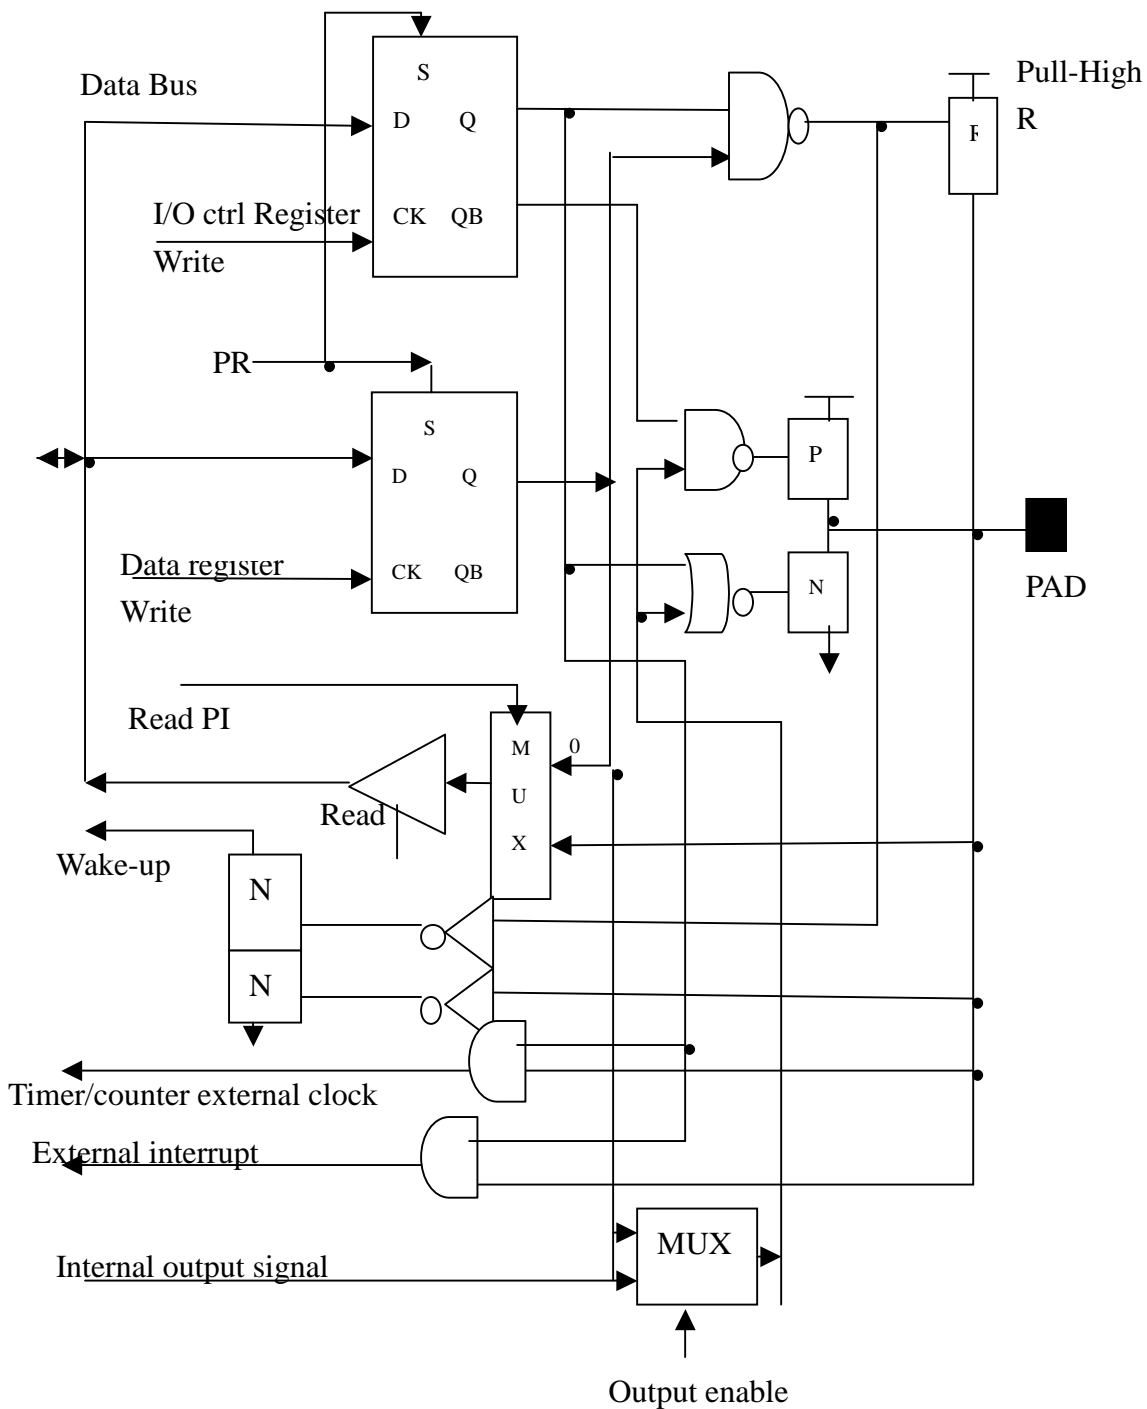 Pull-High
R
Data Bus
S
D Q
R
I/O ctrl Register
Write
CK QB
PR
S
P
D Q
Data register
Write
CK QB
N
PAD
Read PI
M
U
X
0
Read
Wake-up
N
N
Timer/counter external clock
External interrupt
MUX
Internal output signal
Output enable